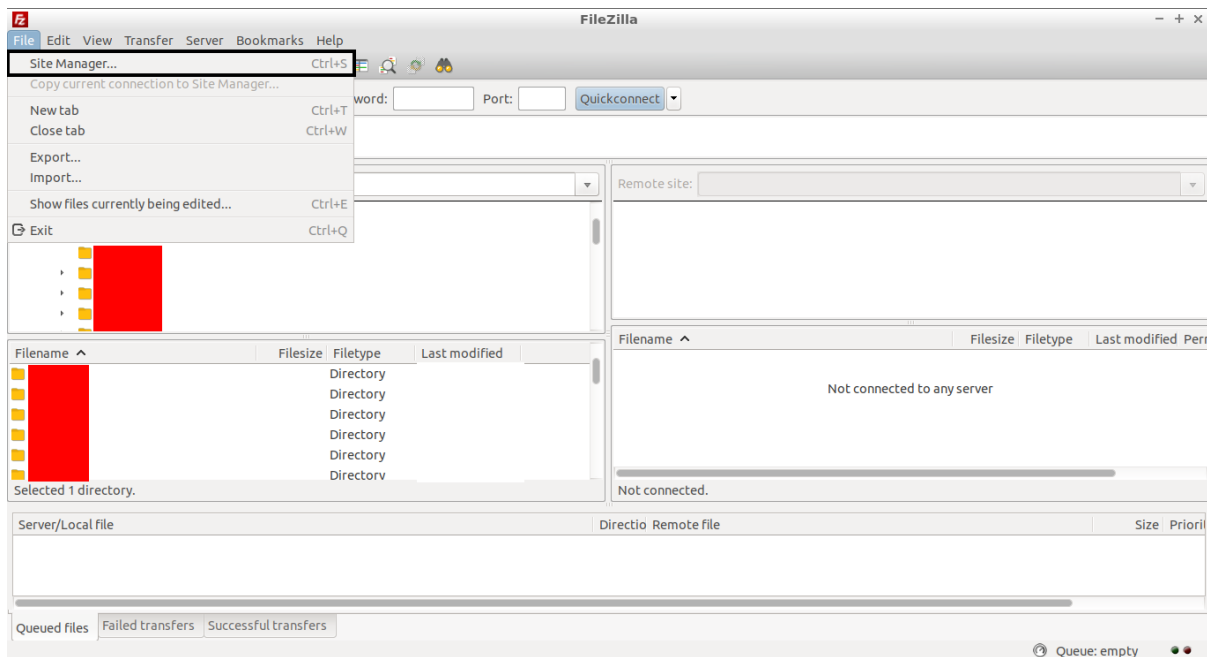 Fz FileZilla − + ×
File Edit View Transfer Server Bookmarks Help
Site Manager... Ctrl+S
Copy current connection to Site Manager...
word: Port: Quickconnect
New tab Ctrl+T
Close tab Ctrl+W
Export...
Import...
Remote site:
Show files currently being edited... Ctrl+E
Exit Ctrl+Q
Filename Filesize Filetype Last modified
Directory
Directory
Directory
Directory
Directory
Directory
Selected 1 directory.
Filename Filesize Filetype Last modified Perr
Not connected to any server
Not connected.
Server/Local file Directio Remote file Size Priori
Queued files Failed transfers Successful transfers
Queue: empty